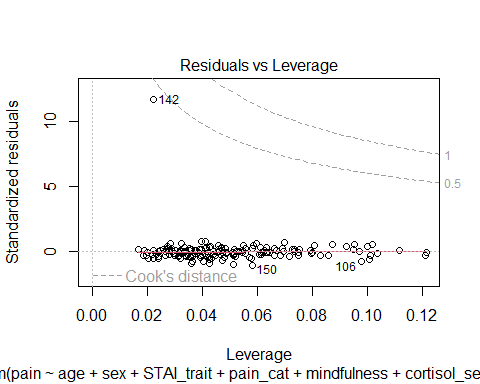 Residuals vs Leverage
Standardized residuals
10
5
0
142
1
0.5
150
106
Cook's distance
0.00 0.02 0.04 0.06 0.08 0.10 0.12
Leverage
m(pain ~ age + sex + STAI_trait + pain_cat + mindfulness + cortisol_se